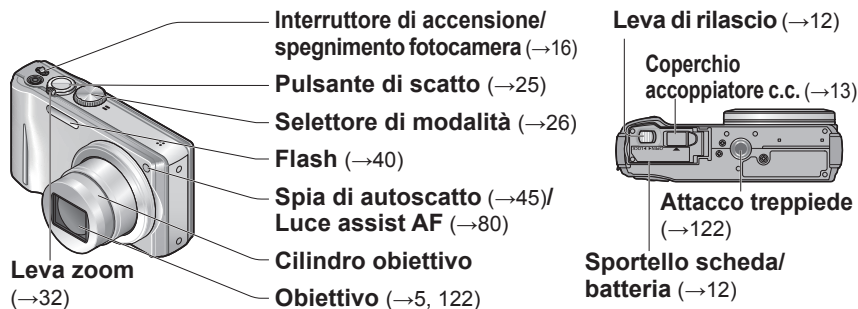 Interruttore di accensione/
spegnimento fotocamera (→16)
Pulsante di scatto (→25)
Selettore di modalità (→26)
Flash (→40)
Spia di autoscatto (→45)/
Luce assist AF (→80)
Cilindro obiettivo
Obiettivo (→5, 122)
Leva zoom
(→32)
Leva di rilascio (→12)
Coperchio
accoppiatore c.c. (→13)
Attacco treppiede
(→122)
Sportello scheda/
batteria (→12)